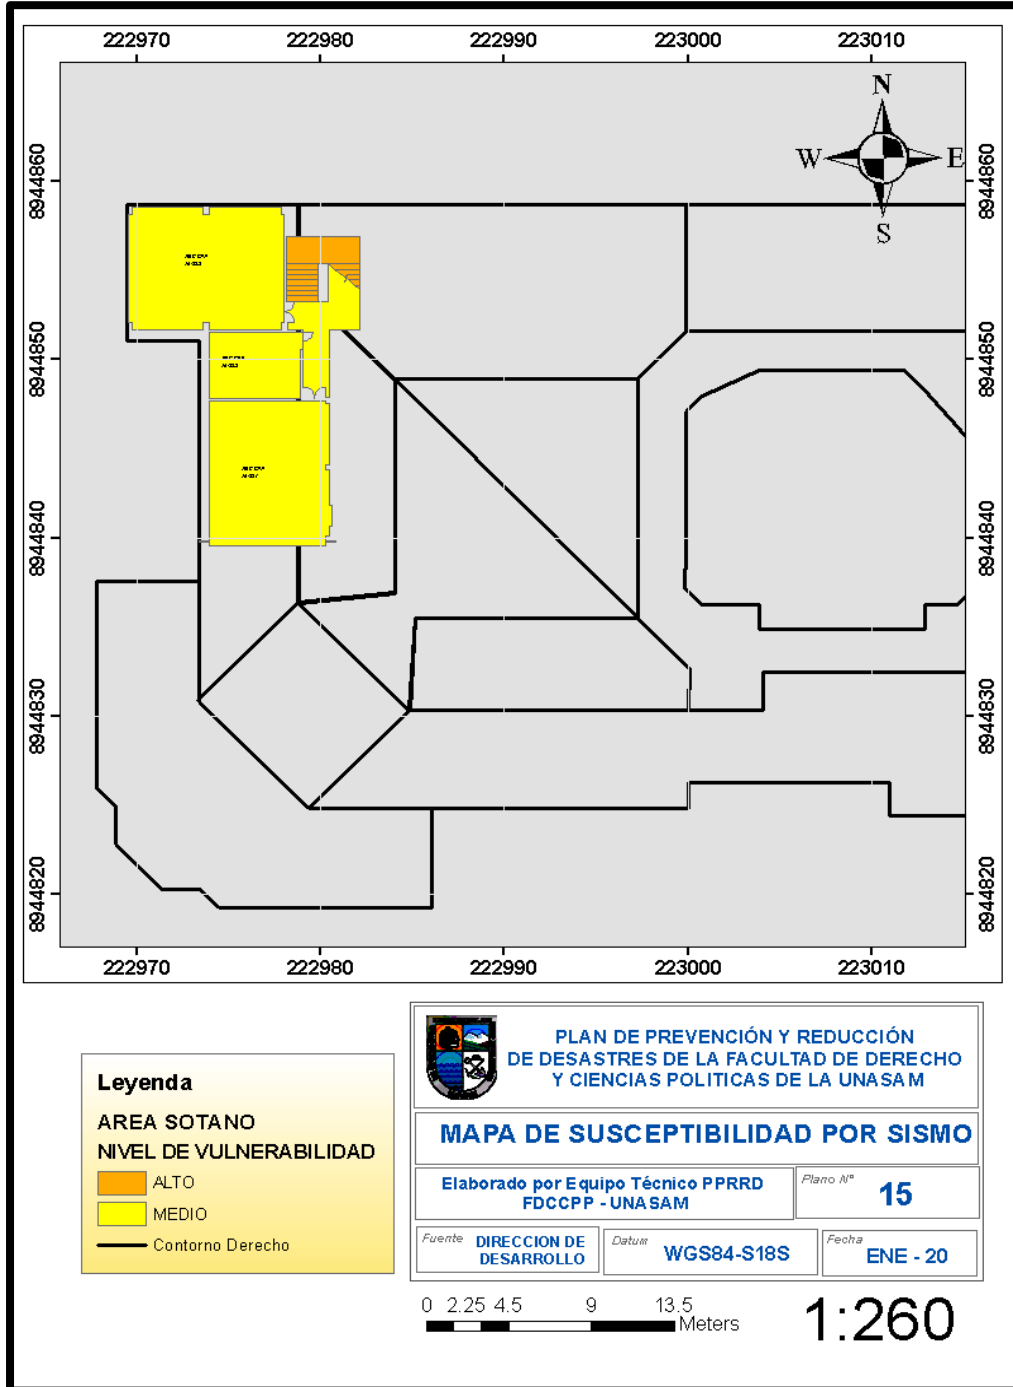 222970 222980 222990 223000 223010
N
W E
S
8944860 8944860
8944850 8944850
8944840 8944840
8944830 8944830
8944820 8944820
222970 222980 222990 223000 223010
Leyenda
AREA SOTANO
NIVEL DE VULNERABILIDAD
ALTO
MEDIO
Contorno Derecho
PLAN DE PREVENCIÓN Y REDUCCIÓN
DE DESASTRES DE LA FACULTAD DE DERECHO
Y CIENCIAS POLITICAS DE LA UNASAM
MAPA DE SUSCEPTIBILIDAD POR SISMO
Elaborado por Equipo Técnico PPRRD
FDCCPP - UNASAM
Plano N°
15
Fuente DIRECCION DE
DESARROLLO
Datum WGS84-S18S
Fecha
ENE - 20
0 2.25 4.5 9 13.5
Meters
1:260